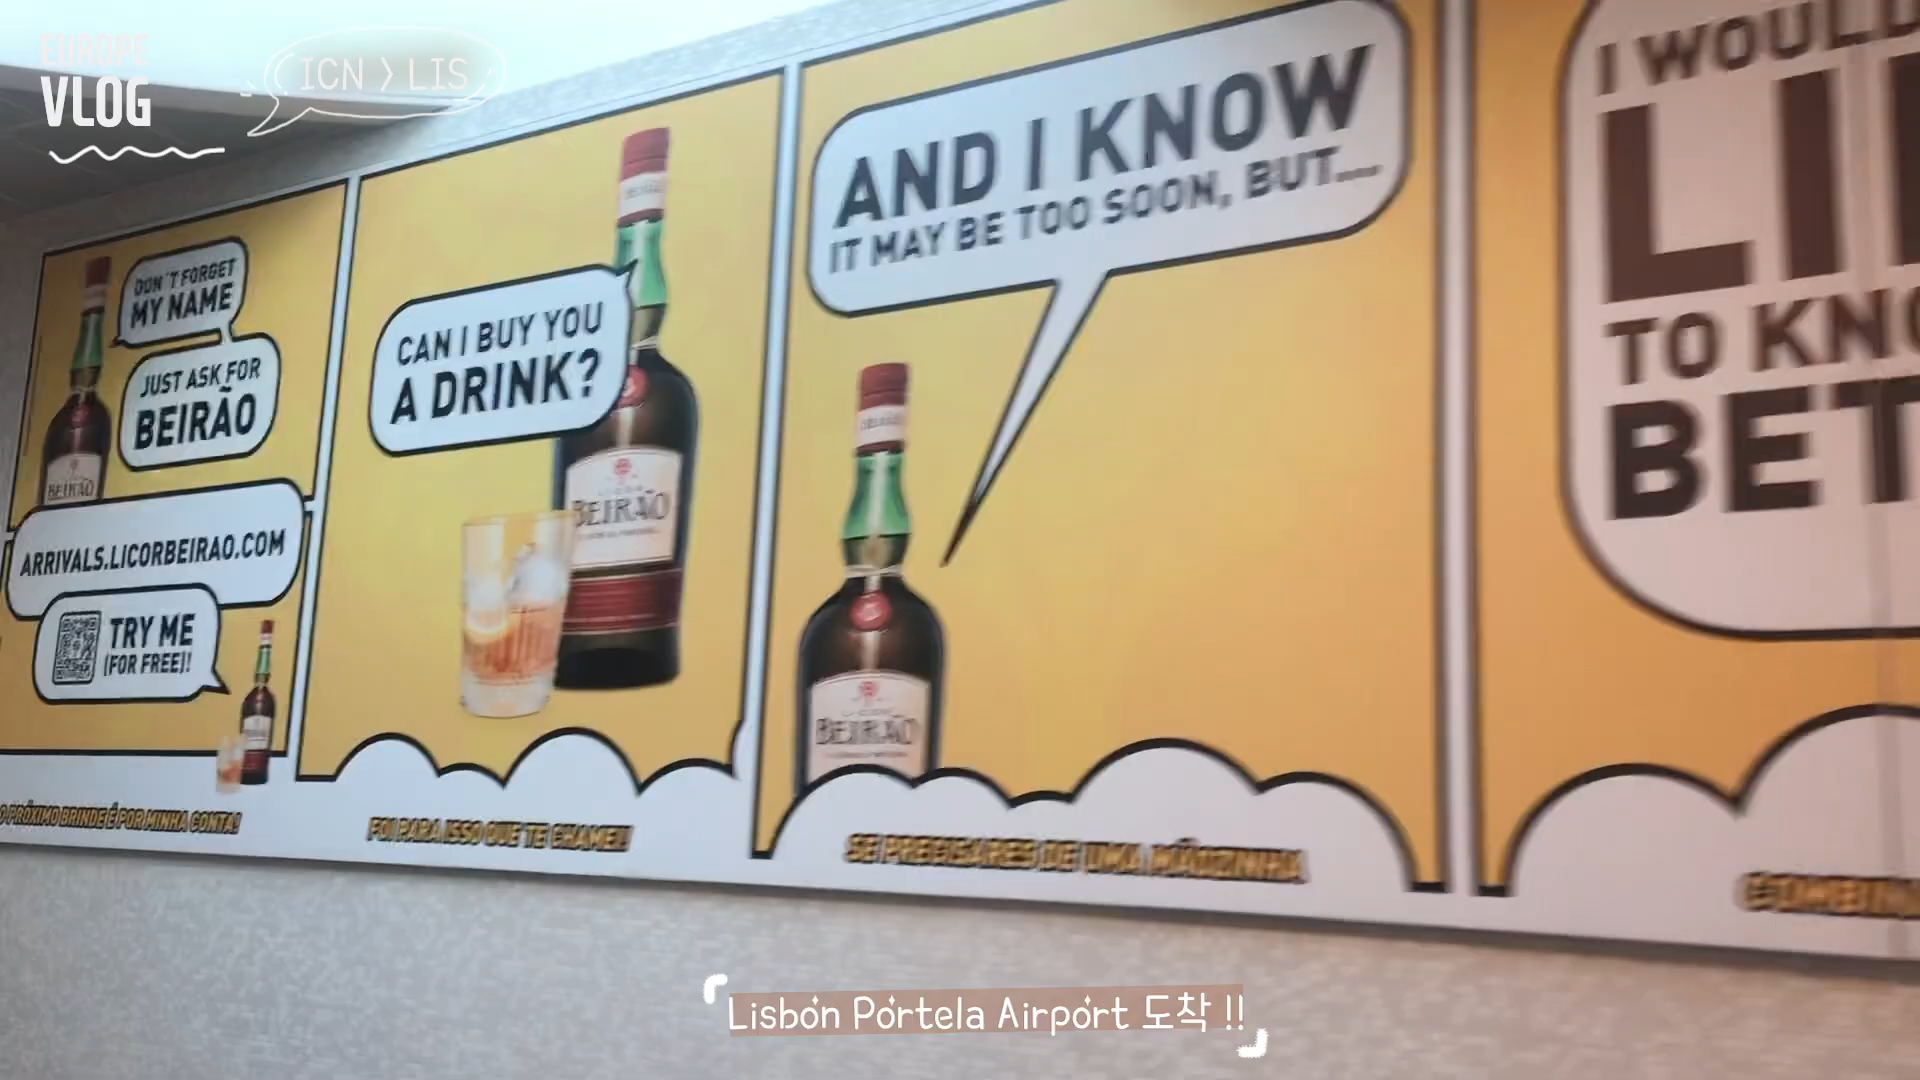 EUROPE
VLOG
ICN > LIS
DON'T FORGET
MY NAME
JUST ASK FOR
BEIRÃO
BEIRÃO
ARRIVALS.LICORBEIRAO.COM
TRY ME
(FOR FREE)!
O PRÓXIMO BRINDE É POR MINHA CONTA!
CAN I BUY YOU
A DRINK?
BEIRÃO
FOI PARA ISSO QUE TE CHAMEI!
AND I KNOW
IT MAY BE TOO SOON, BUT...
BEIRÃO
SE PRECISARES DE UMA MÃOZINHA
I WOULD
LI
TO KNO
BET
COMBIN
Lisbon Portela Airport 도착 !!